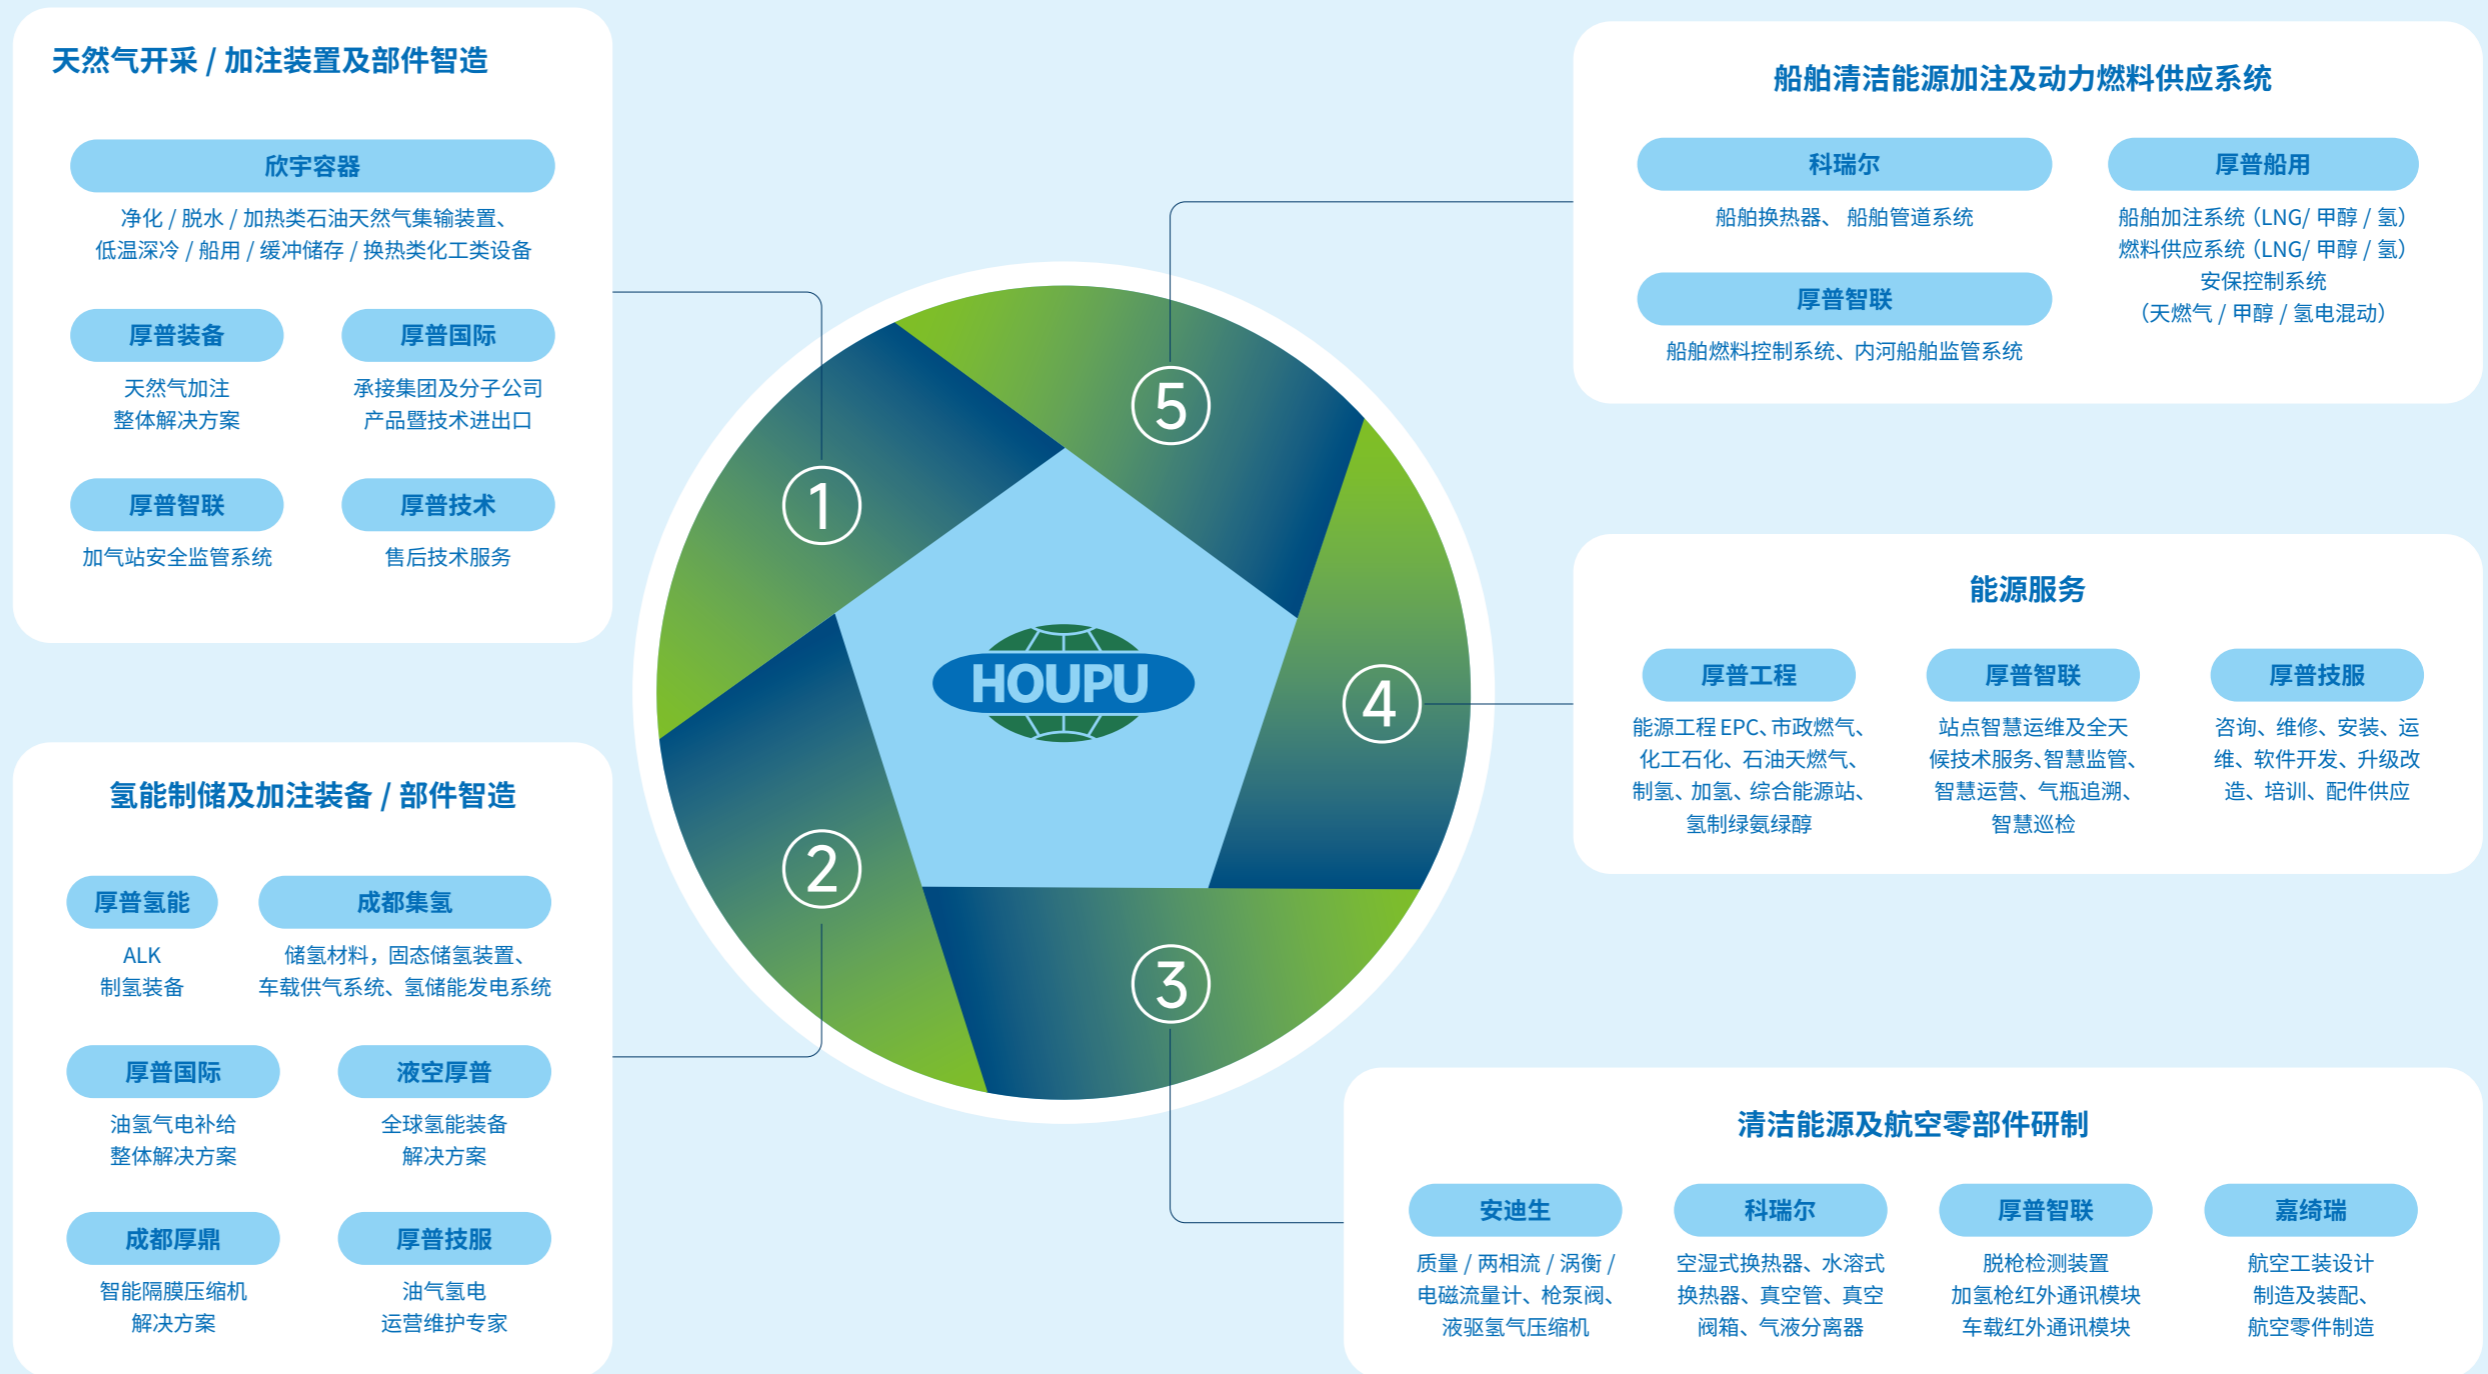 天然气开采 / 加注装置及部件智造
欣宇容器
净化 / 脱水 / 加热类石油天然气集输装置、
低温深冷 / 船用 / 缓冲储存 / 换热类化工类设备
厚普装备
天然气加注
整体解决方案
厚普国际
承接集团及分子公司
产品暨技术进出口
厚普智联
加气站安全监管系统
厚普技术
售后技术服务
氢能制储及加注装备 / 部件智造
厚普氢能
ALK
制氢装备
成都集氢
储氢材料，固态储氢装置、
车载供气系统、氢储能发电系统
厚普国际
油氢气电补给
整体解决方案
液空厚普
全球氢能装备
解决方案
成都厚鼎
智能隔膜压缩机
解决方案
厚普技服
油气氢电
运营维护专家
1
2
3
4
5
HOUPU
船舶清洁能源加注及动力燃料供应系统
科瑞尔
船舶换热器、 船舶管道系统
厚普智联
船舶燃料控制系统、内河船舶监管系统
厚普船用
船舶加注系统（LNG/ 甲醇 / 氢）
燃料供应系统（LNG/ 甲醇 / 氢）
安保控制系统
（天燃气 / 甲醇 / 氢电混动）
能源服务
厚普工程
能源工程 EPC、市政燃气、
化工石化、石油天燃气、
制氢、加氢、综合能源站、
氢制绿氨绿醇
厚普智联
站点智慧运维及全天
候技术服务、智慧监管、
智慧运营、气瓶追溯、
智慧巡检
厚普技服
咨询、维修、安装、运
维、软件开发、升级改
造、培训、配件供应
清洁能源及航空零部件研制
安迪生
质量 / 两相流 / 涡衡 /
电磁流量计、枪泵阀、
液驱氢气压缩机
科瑞尔
空湿式换热器、水溶式
换热器、真空管、真空
阀箱、气液分离器
厚普智联
脱枪检测装置
加氢枪红外通讯模块
车载红外通讯模块
嘉绮瑞
航空工装设计
制造及装配、
航空零件制造